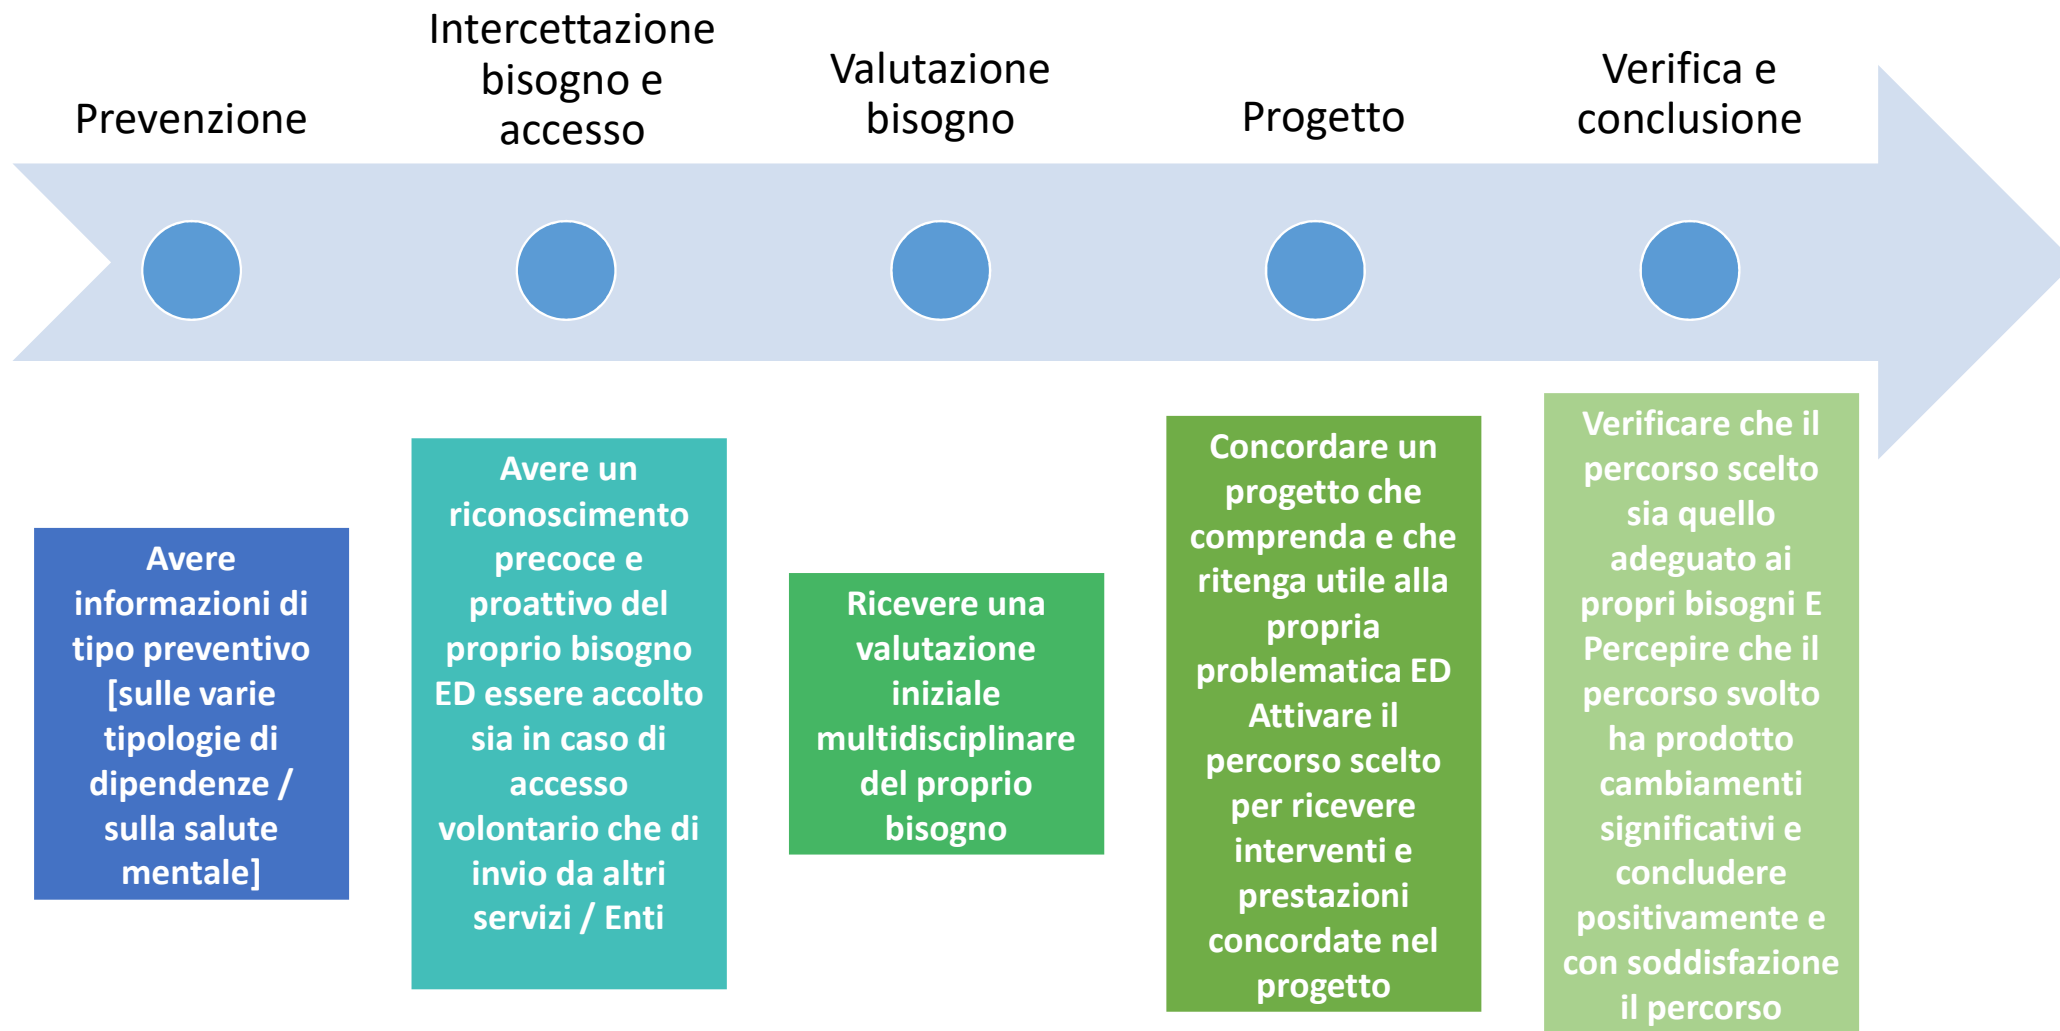 Prevenzione
Intercettazione
bisogno e
accesso
Valutazione
bisogno
Progetto
Verifica e
conclusione
Avere
informazioni di
tipo preventivo
[sulle varie
tipologie di
dipendenze /
sulla salute
mentale]
Avere un
riconoscimento
precoce e
proattivo del
proprio bisogno
ED essere accolto
sia in caso di
accesso
volontario che di
invio da altri
servizi / Enti
Ricevere una
valutazione
iniziale
multidisciplinare
del proprio
bisogno
Concordare un
progetto che
comprenda e che
ritenga utile alla
propria
problematica ED
Attivare il
percorso scelto
per ricevere
interventi e
prestazioni
concordate nel
progetto
Verificare che il
percorso scelto
sia quello
adeguato ai
propri bisogni E
Percepire che il
percorso svolto
ha prodotto
cambiamenti
significativi e
concludere
positivamente e
con soddisfazione
il percorso